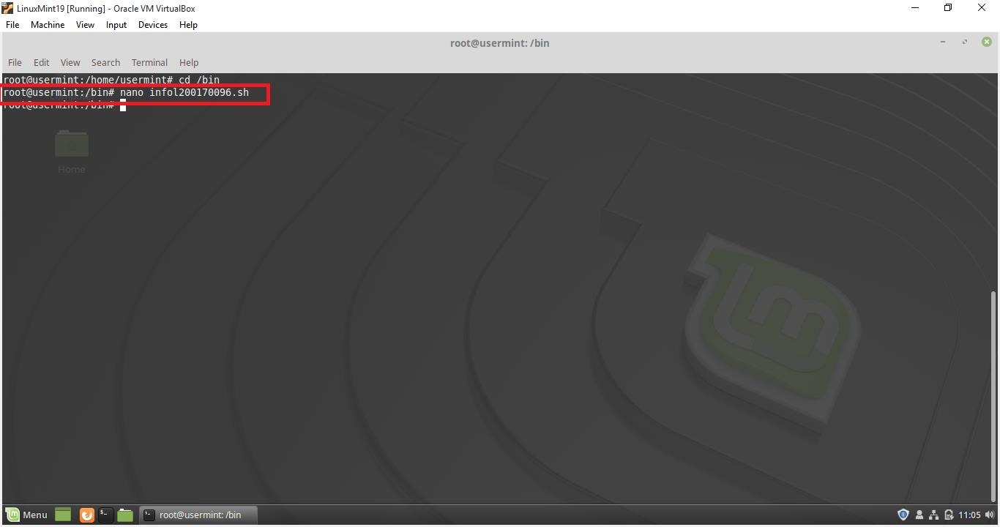 LinuxMint19 [Running] - Oracle VM VirtualBox
File Machine View Input Devices Help
root@usermint: /bin
File Edit View Search Terminal Help
root@usermint:/home/usermint# cd /bin
root@usermint:/bin# nano infol200170096.sh
root@usermint:/bin#
Home
Menu
root@usermint: /bin
11:05